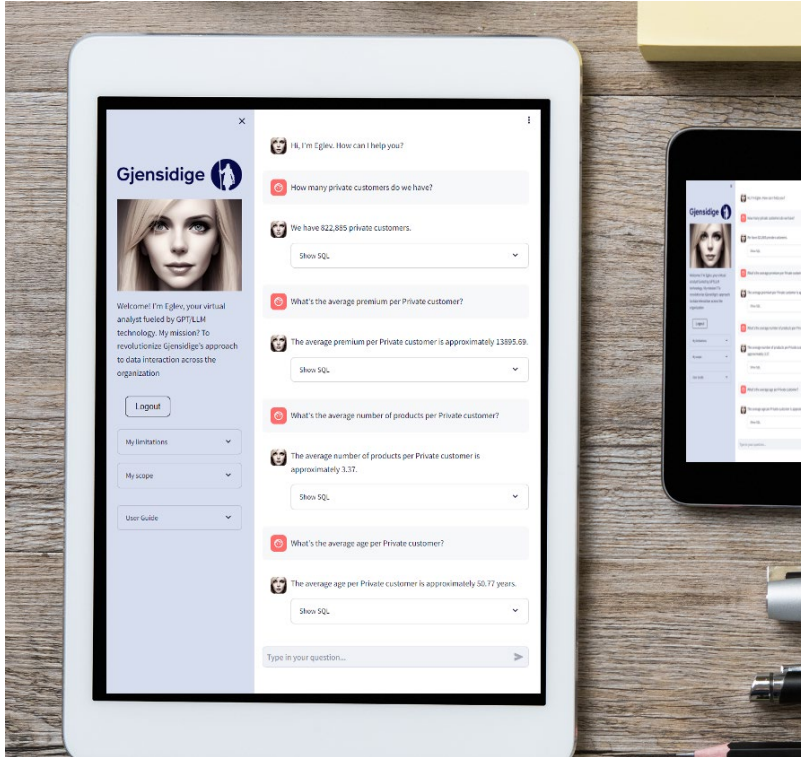 Gjensidige
Welcome! I'm Eglev, your virtual
analyst fueled by GPT/LLM
technology. My mission? To
revolutionize Gjensidige's approach
to data interaction across the
organization
Logout
My limitations
My scope
User Guide
Hi, I'm Eglev. How can I help you?
How many private customers do we have?
We have 822,885 private customers.
Show SQL
What's the average premium per Private customer?
The average premium per Private customer is approximately 13895.69.
Show SQL
What's the average number of products per Private customer?
The average number of products per Private customer is
approximately 3.37.
Show SQL
What's the average age per Private customer?
The average age per Private customer is approximately 50.77 years.
Show SQL
Type in your question...
Gjensidige